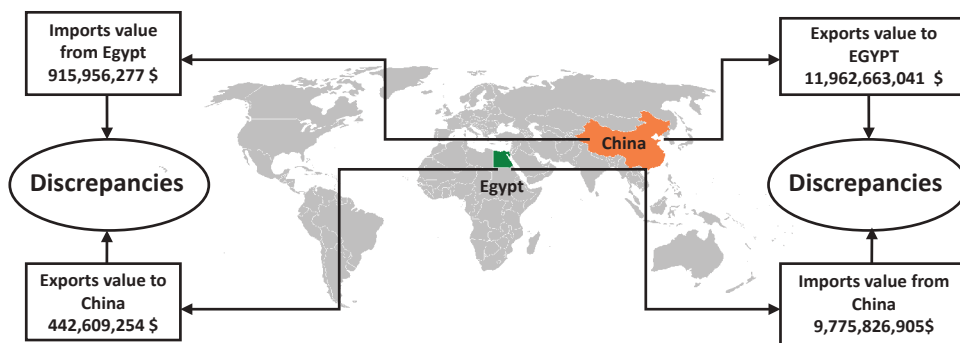 Imports value
from Egypt
915,956,277 $
Exports value to
EGYPT
11,962,663,041 $
China
Discrepancies
Egypt
Discrepancies
Exports value to
China
442,609,254 $
Imports value from
China
9,775,826,905$